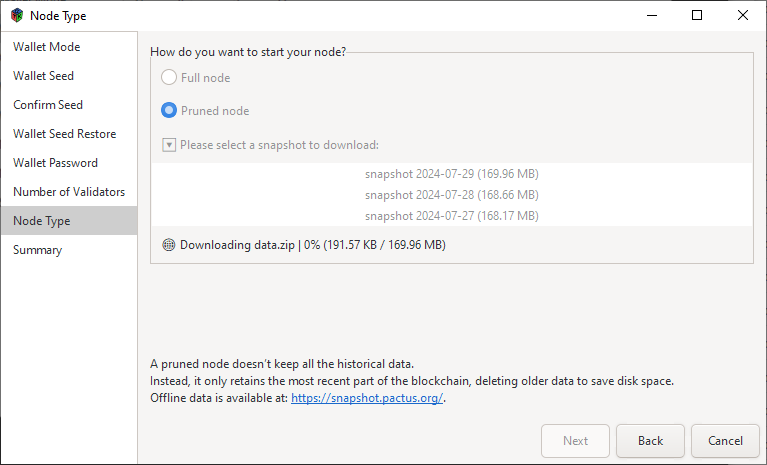 Node Type
Wallet Mode
Wallet Seed
Confirm Seed
Wallet Seed Restore
Wallet Password
Number of Validators
Node Type
Summary
How do you want to start your node?
Full node
Pruned node
Please select a snapshot to download:
snapshot 2024-07-29 (169.96 MB)
snapshot 2024-07-28 (168.66 MB)
snapshot 2024-07-27 (168.17 MB)
Downloading data.zip | 0% (191.57 KB / 169.96 MB)
A pruned node doesn’t keep all the historical data.
Instead, it only retains the most recent part of the blockchain, deleting older data to save disk space.
Offline data is available at: https://snapshot.pactus.org/.
Next
Back
Cancel